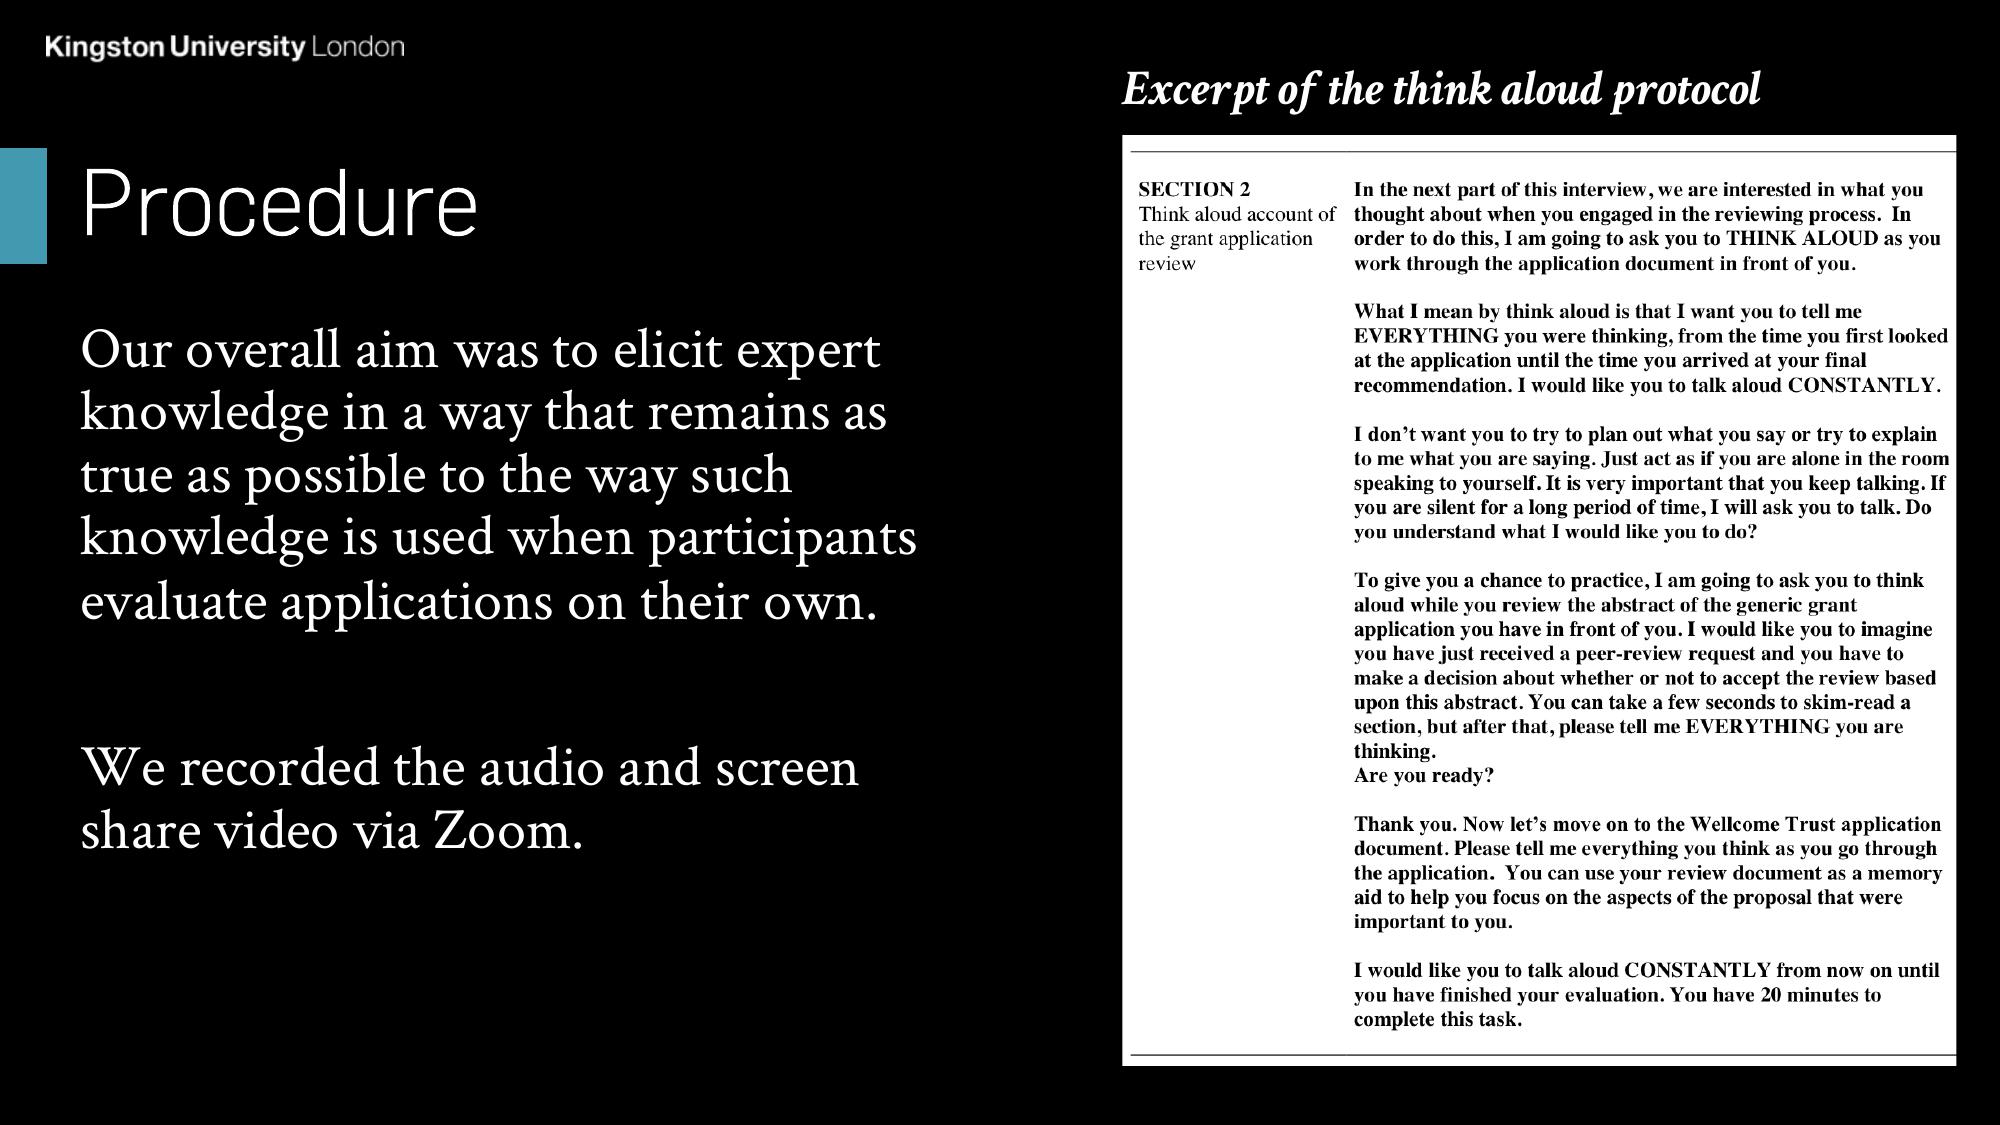 Kingston University London
Procedure
Our overall aim was to elicit expert
knowledge in a way that remains as
true as possible to the way such
knowledge is used when participants
evaluate applications on their own.
We recorded the audio and screen
share video via Zoom.
Excerpt of the think aloud protocol
SECTION 2
Think aloud account of
the grant application
review
In the next part of this interview, we are interested in what you
thought about when you engaged in the reviewing process.  In
order to do this, I am going to ask you to THINK ALOUD as you
work through the application document in front of you.
What I mean by think aloud is that I want you to tell me
EVERYTHING you were thinking, from the time you first looked
at the application until the time you arrived at your final
recommendation. I would like you to talk aloud CONSTANTLY.
I don’t want you to try to plan out what you say or try to explain
to me what you are saying. Just act as if you are alone in the room
speaking to yourself. It is very important that you keep talking. If
you are silent for a long period of time, I will ask you to talk. Do
you understand what I would like you to do?
To give you a chance to practice, I am going to ask you to think
aloud while you review the abstract of the generic grant
application you have in front of you. I would like you to imagine
you have just received a peer-review request and you have to
make a decision about whether or not to accept the review based
upon this abstract. You can take a few seconds to skim-read a
section, but after that, please tell me EVERYTHING you are
thinking.
Are you ready?
Thank you. Now let’s move on to the Wellcome Trust application
document. Please tell me everything you think as you go through
the application.  You can use your review document as a memory
aid to help you focus on the aspects of the proposal that were
important to you.
I would like you to talk aloud CONSTANTLY from now on until
you have finished your evaluation. You have 20 minutes to
complete this task.